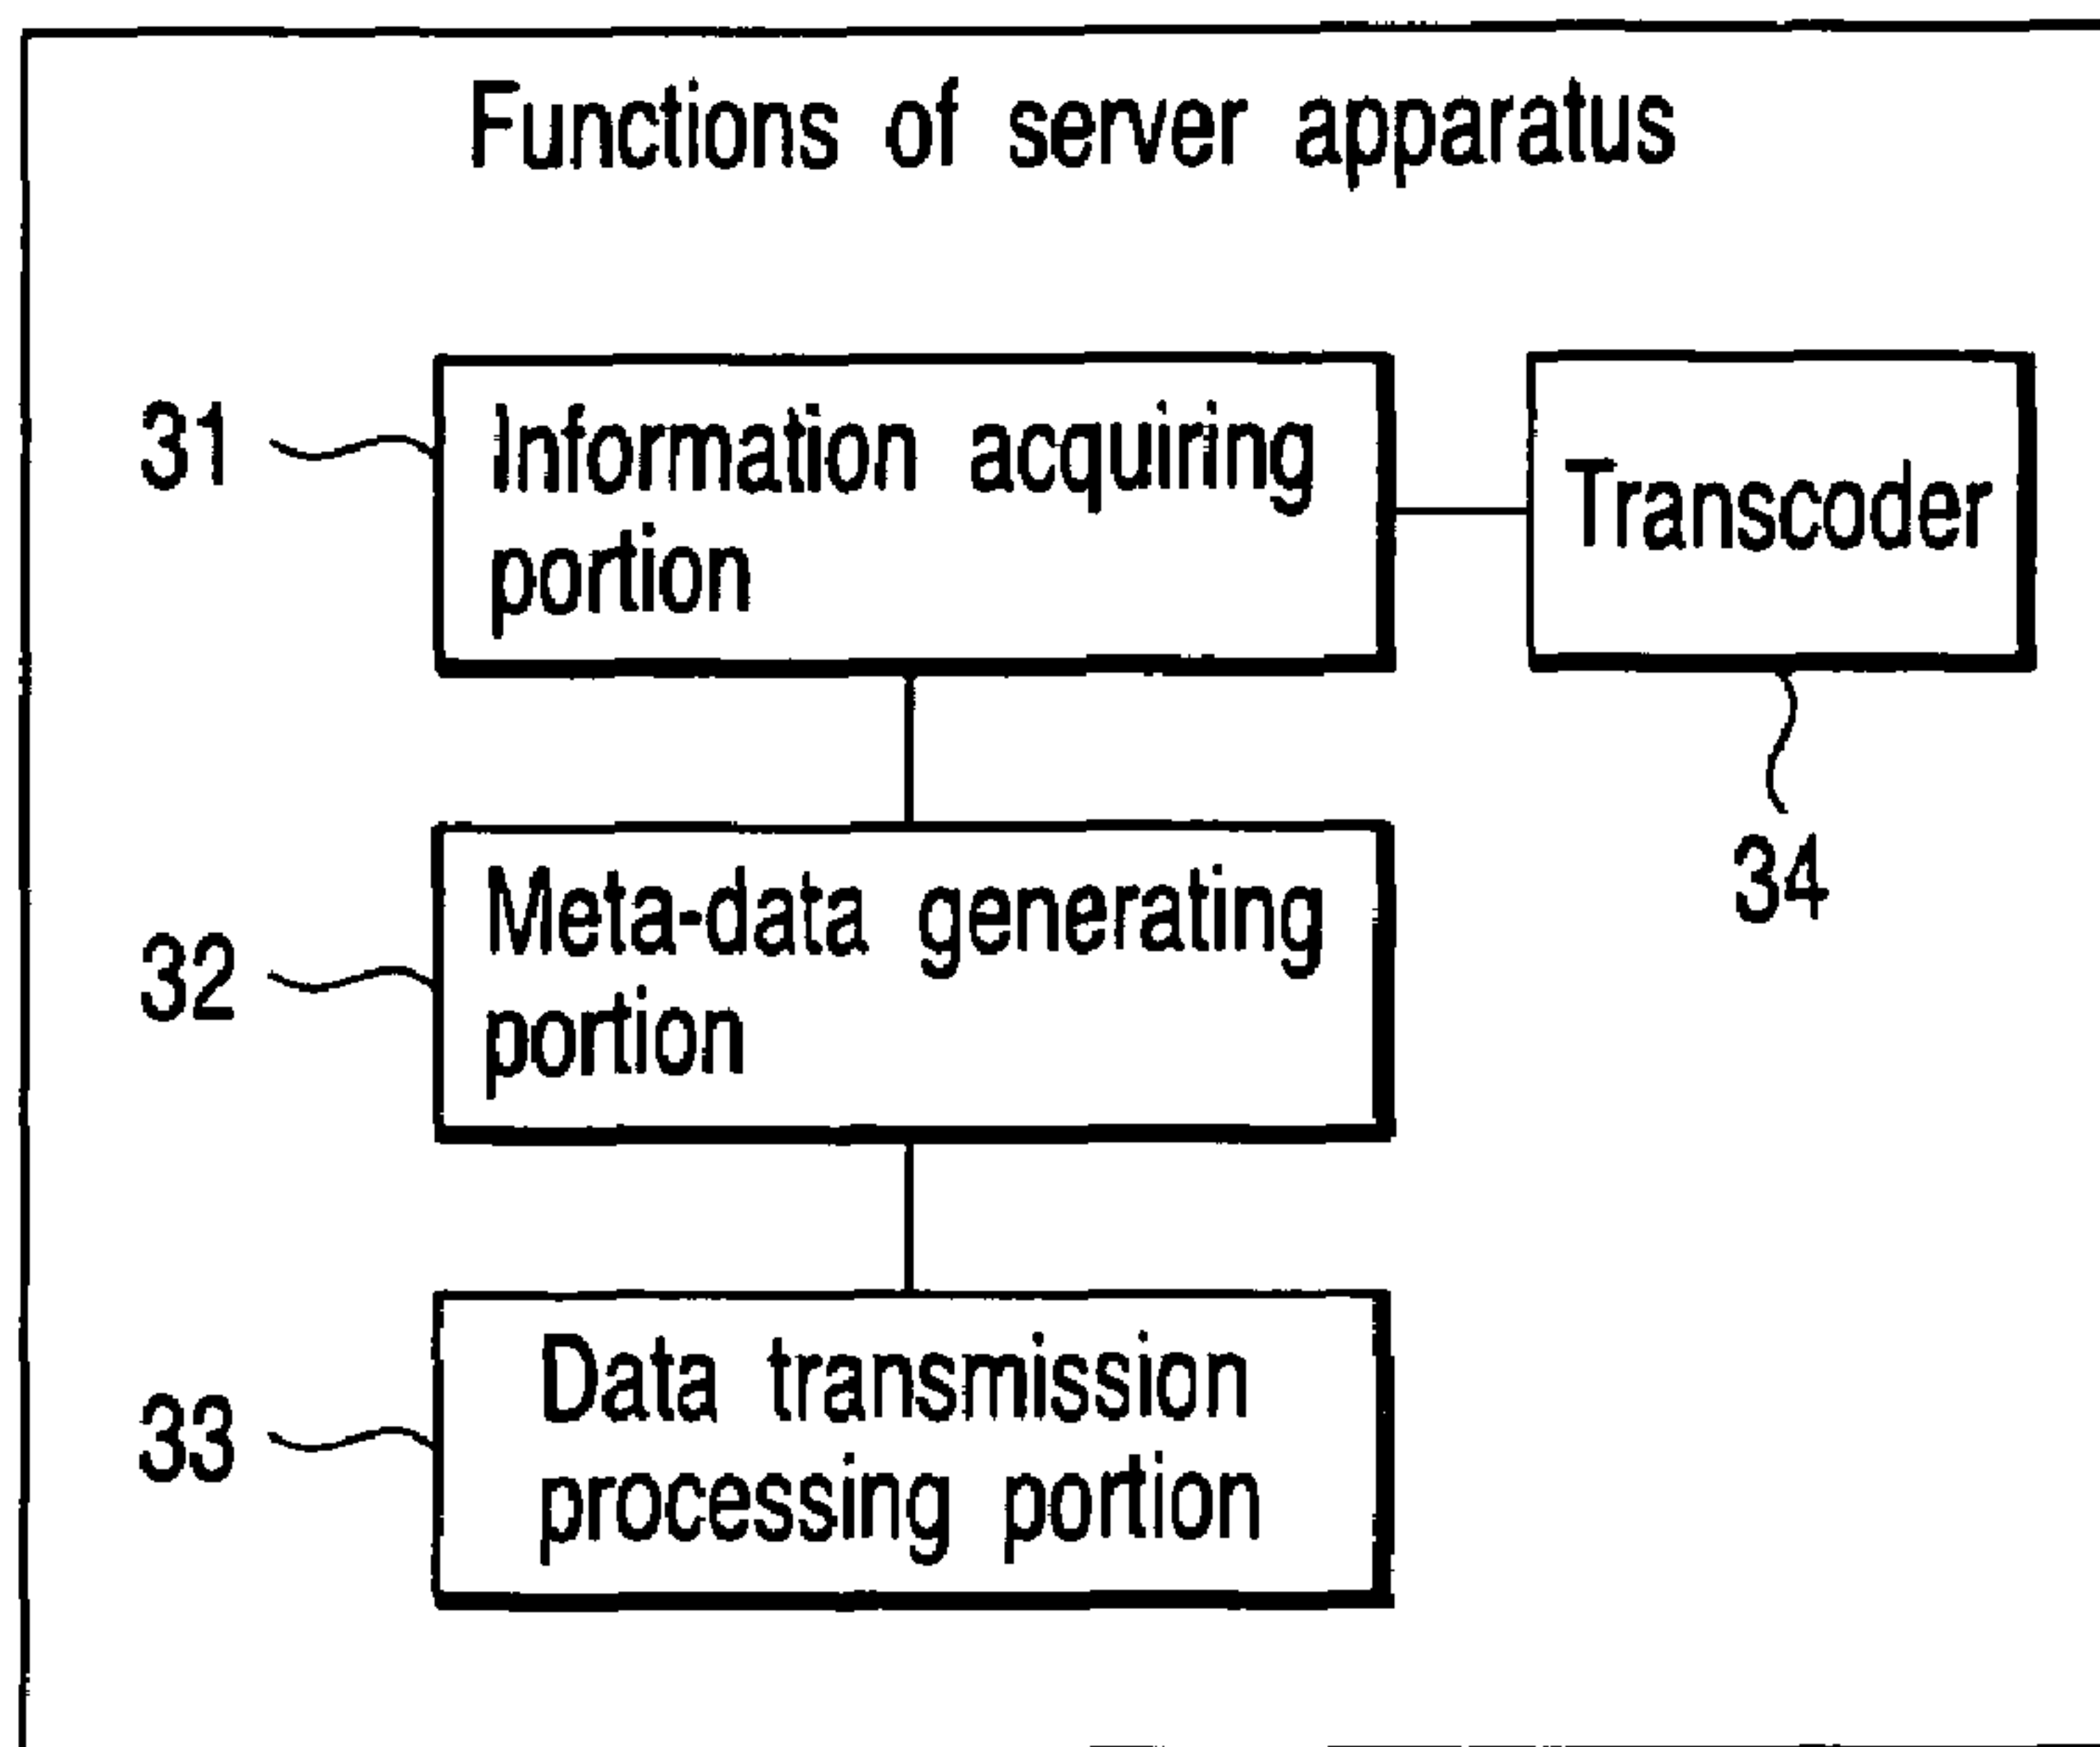 Functions of server apparatus
31
Information acquiring
portion
Transcoder
34
32
Meta-data generating
portion
33
Data transmission
processing portion